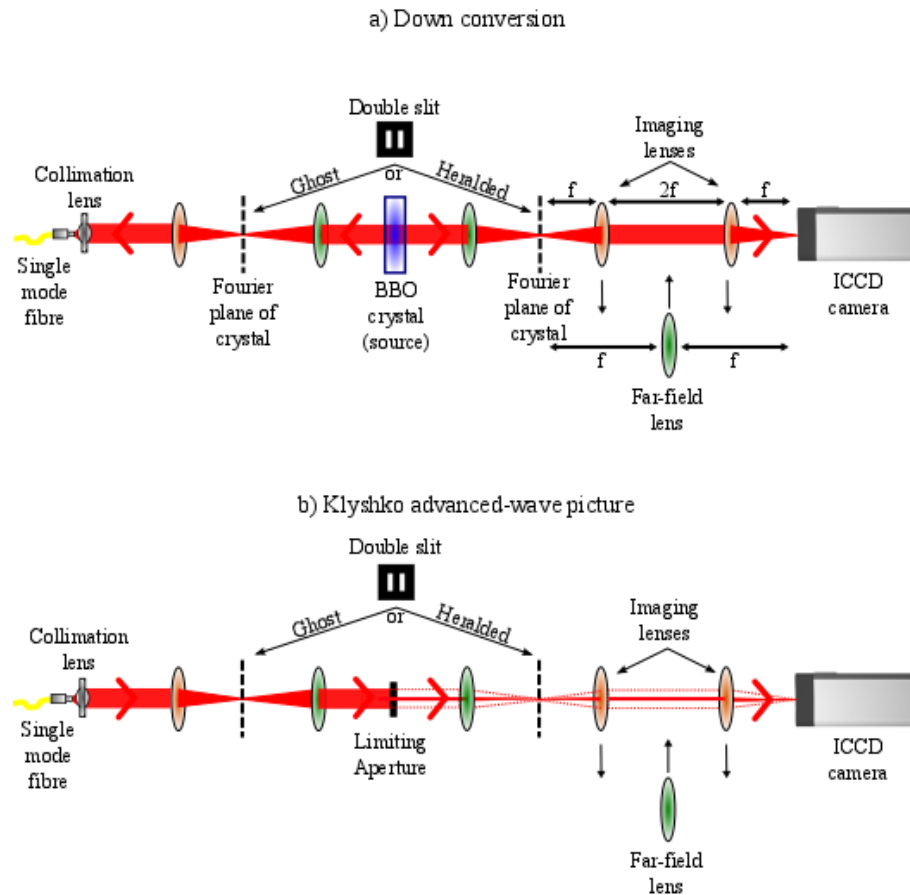 a) Down conversion
Double slit
or
Ghost
Heralded
Imaging
lenses
Collimation
lens
f
2f
f
Single
mode
fibre
Fourier
plane of
crystal
BBO
crystal
(source)
Fourier
plane of
crystal
ICCD
camera
f
f
Far-field
lens
b) Klyshko advanced-wave picture
Double slit
or
Ghost
Heralded
Imaging
lenses
Collimation
lens
Single
mode
fibre
Limiting
Aperture
ICCD
camera
Far-field
lens